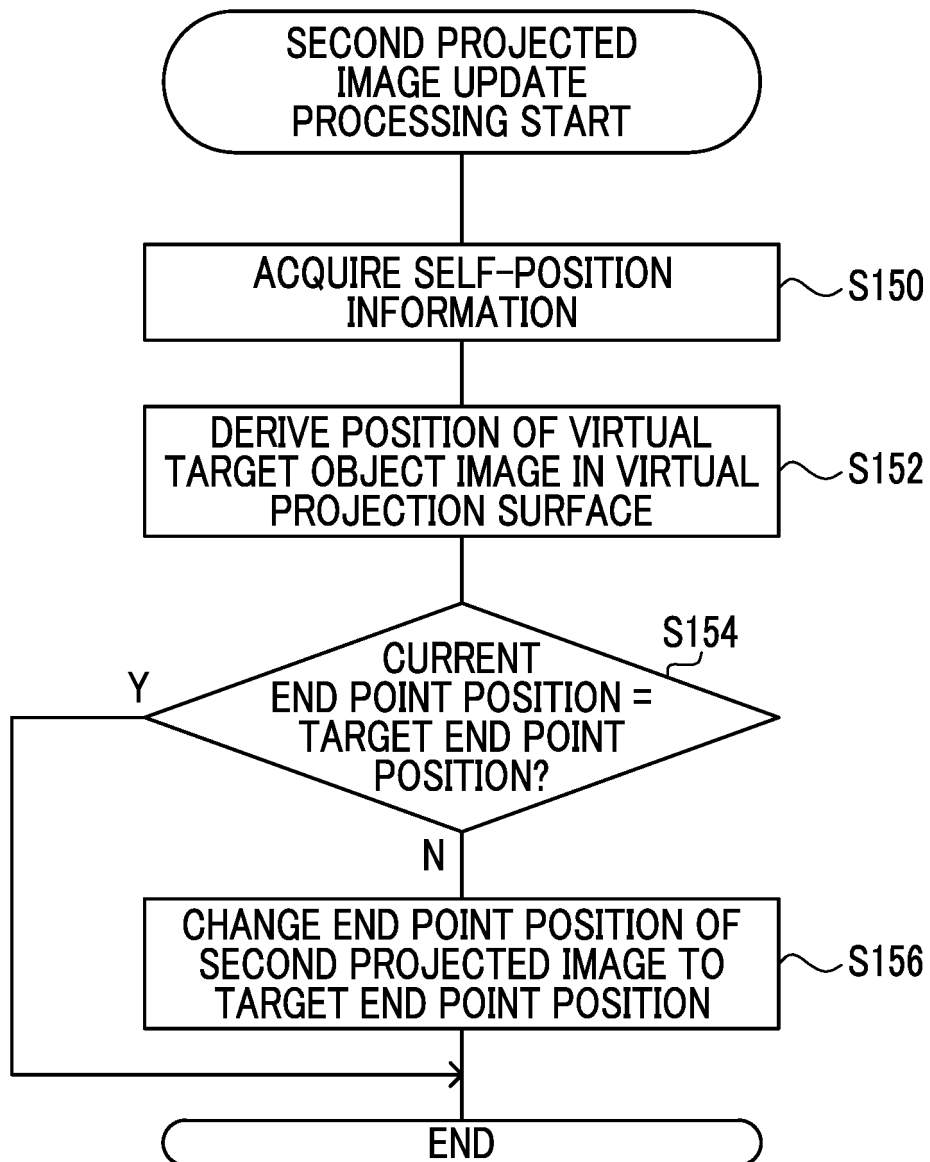 SECOND PROJECTED
IMAGE UPDATE
PROCESSING START
ACQUIRE SELF-POSITION
INFORMATION
S150
DERIVE POSITION OF VIRTUAL
TARGET OBJECT IMAGE IN VIRTUAL
PROJECTION SURFACE
S152
S154
CURRENT
END POINT POSITION =
TARGET END POINT
POSITION?
Y
N
CHANGE END POINT POSITION OF
SECOND PROJECTED IMAGE TO
TARGET END POINT POSITION
S156
END